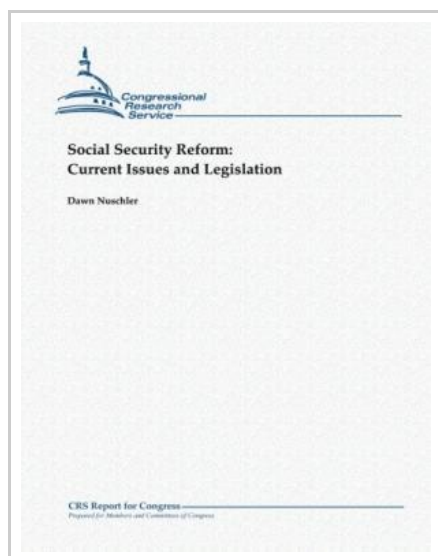 Congressional
Research
Service
Social Security Reform:
Current Issues and Legislation
Dawn Nuschler
CRS Report for Congress
Prepared for Members and Committees of Congress